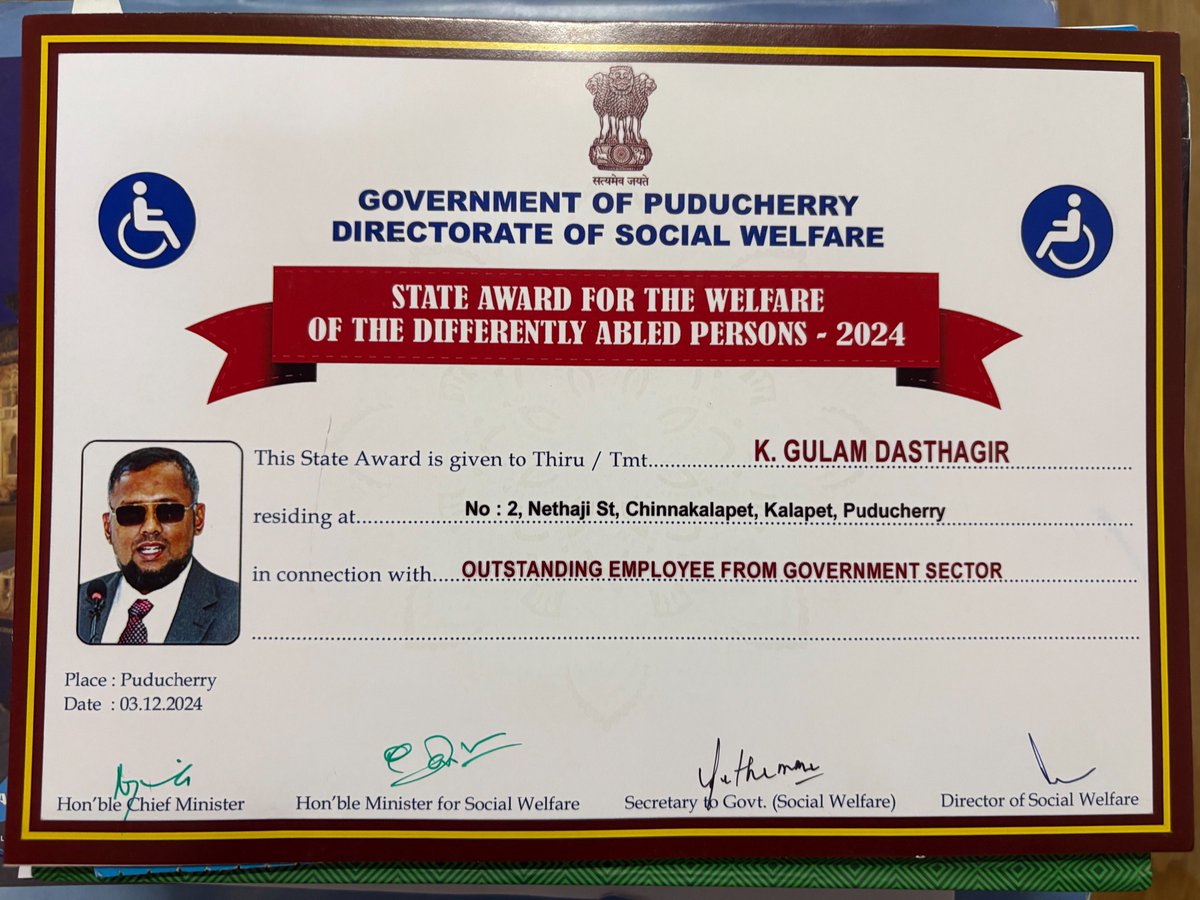 सत्यमेव जयते
GOVERNMENT OF PUDUCHERRY
DIRECTORATE OF SOCIAL WELFARE
STATE AWARD FOR THE WELFARE
OF THE DIFFERENTLY ABLED PERSONS - 2024
This State Award is given to Thiru / Tmt. K. GULAM DASTHAGIR
residing at No : 2, Nethaji St, Chinnakalapet, Kalapet, Puducherry
in connection with OUTSTANDING EMPLOYEE FROM GOVERNMENT SECTOR
Place : Puducherry
Date : 03.12.2024
Hon'ble Chief Minister
Hon'ble Minister for Social Welfare
Secretary to Govt. (Social Welfare)
Director of Social Welfare